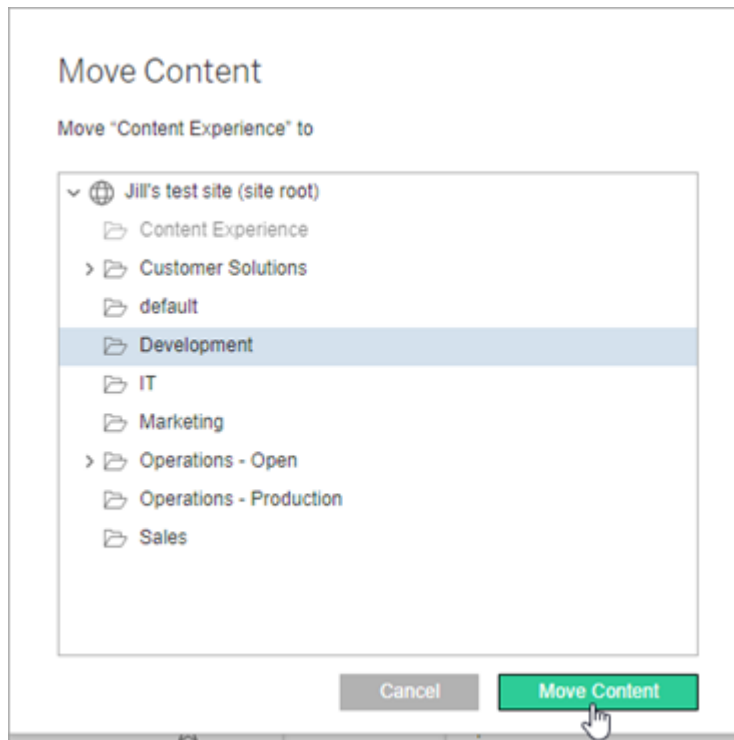 Move Content
Move "Content Experience" to
Jill's test site (site root)
Content Experience
Customer Solutions
default
Development
IT
Marketing
Operations - Open
Operations - Production
Sales
Cancel
Move Content